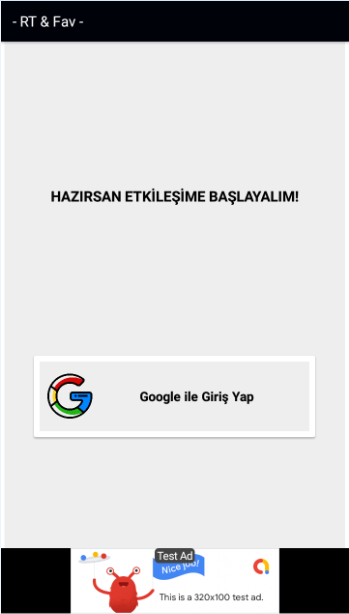 - RT & Fav -
HAZIRSAN ETKİLEŞİME BAŞLAYALIM!
Google ile Giriş Yap
Test Ad
Nice job!
This is a 320x100 test ad.